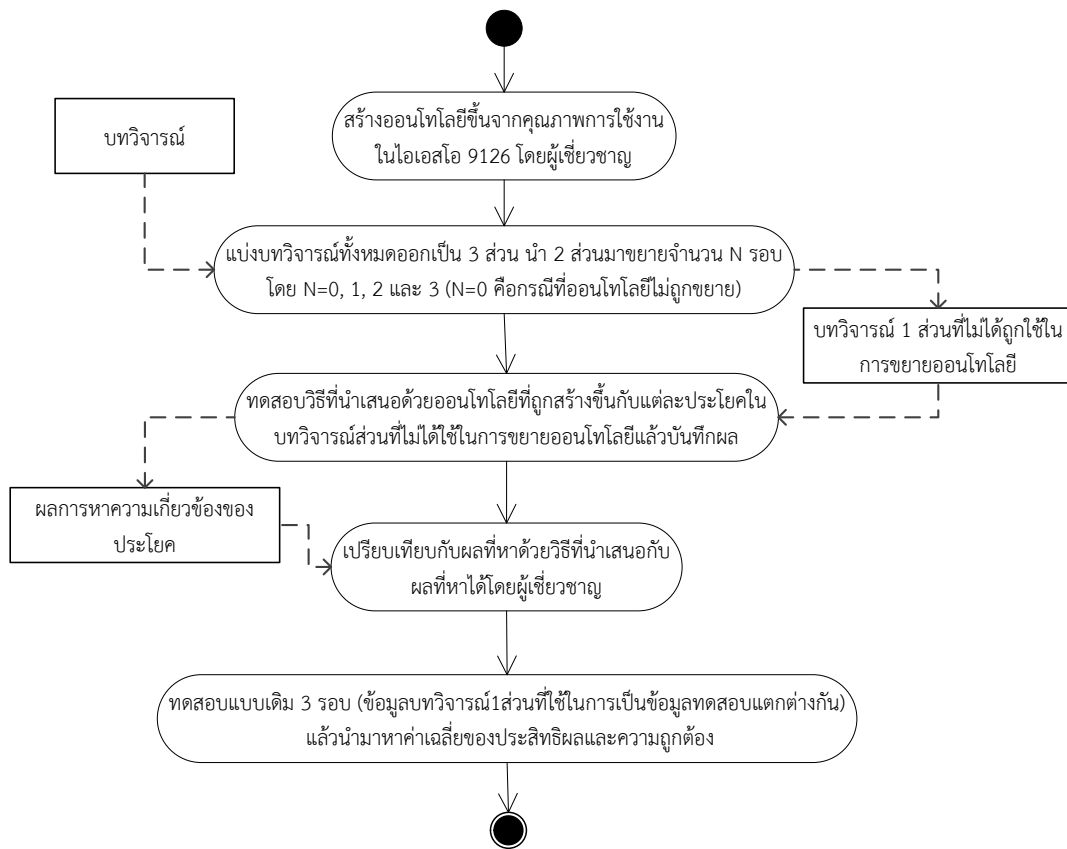 สร้างออนโทโลยีขึ้นจากคุณภาพการใช้งาน
ในไอเอสโอ 9126 โดยผู้เชี่ยวชาญ
บทวิจารณ์
แบ่งบทวิจารณ์ทั้งหมดออกเป็น 3 ส่วน นำ 2 ส่วนมาขยายจำนวน N รอบ
โดย N=0, 1, 2 และ 3 (N=0 คือกรณีที่ออนโทโลยีไม่ถูกขยาย)
บทวิจารณ์ 1 ส่วนที่ไม่ได้ถูกใช้ใน
การขยายออนโทโลยี
ทดสอบวิธีที่นำเสนอด้วยออนโทโลยีที่ถูกสร้างขึ้นกับแต่ละประโยคใน
บทวิจารณ์ส่วนที่ไม่ได้ใช้ในการขยายออนโทโลยีแล้วบันทึกผล
ผลการหาความเกี่ยวข้องของ
ประโยค
เปรียบเทียบกับผลที่หาด้วยวิธีที่นำเสนอกับ
ผลที่หาได้โดยผู้เชี่ยวชาญ
ทดสอบแบบเดิม 3 รอบ (ข้อมูลบทวิจารณ์1ส่วนที่ใช้ในการเป็นข้อมูลทดสอบแตกต่างกัน)
แล้วนำมาหาค่าเฉลี่ยของประสิทธิผลและความถูกต้อง